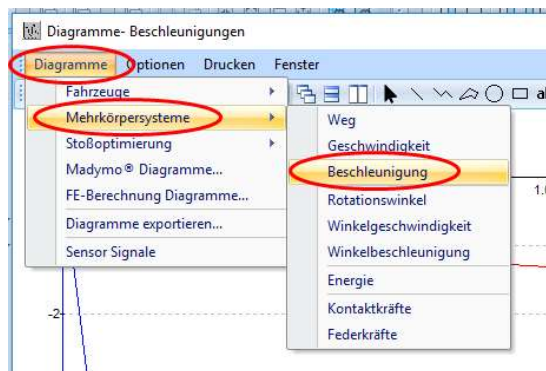 Diagramme- Beschleunigungen
Diagramme Optionen Drucken Fenster
Fahrzeuge
Mehrkörpersysteme
Stoßoptimierung
Madymo® Diagramme...
FE-Berechnung Diagramme...
Diagramme exportieren...
Sensor Signale
Weg
Geschwindigkeit
Beschleunigung
Rotationswinkel
Winkelgeschwindigkeit
Winkelbeschleunigung
Energie
Kontaktkräfte
Federkräfte
-2